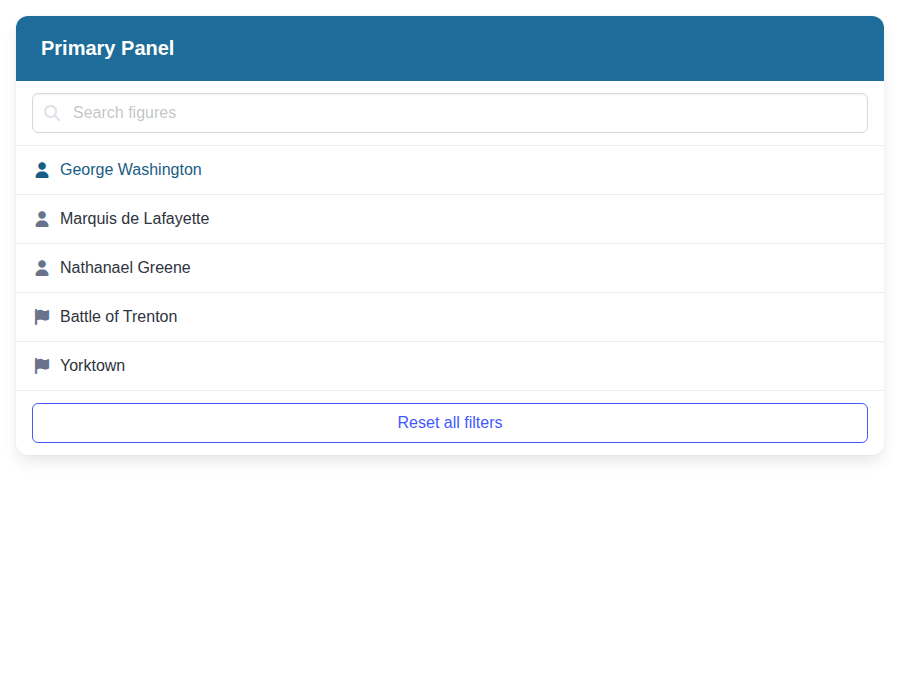 Primary Panel
Search figures
George Washington
Marquis de Lafayette
Nathanael Greene
Battle of Trenton
Yorktown
Reset all filters